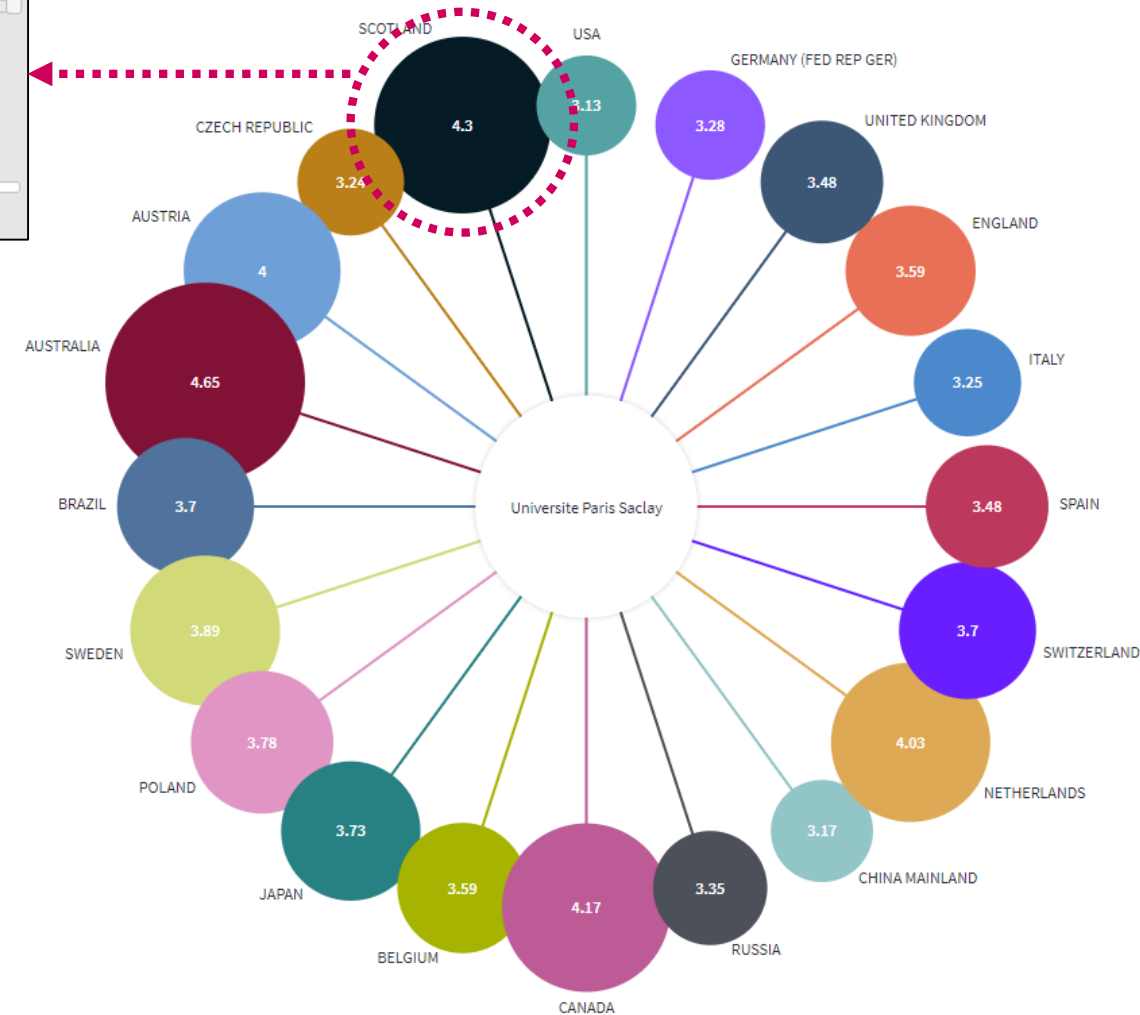 SCOTLAND
4.3
USA
3.13
GERMANY (FED REP GER)
3.28
UNITED KINGDOM
3.48
ENGLAND
3.59
ITALY
3.25
SPAIN
3.48
SWITZERLAND
3.7
NETHERLANDS
4.03
CHINA MAINLAND
3.17
RUSSIA
3.35
CANADA
4.17
BELGIUM
3.59
JAPAN
3.73
POLAND
3.78
SWEDEN
3.89
BRAZIL
3.7
AUSTRALIA
4.65
AUSTRIA
4
CZECH REPUBLIC
3.24
Universite Paris Saclay